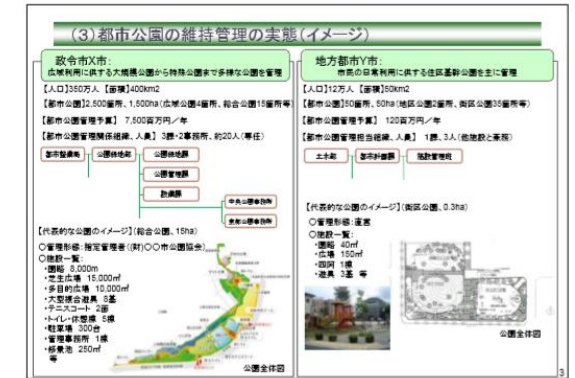 (3)都市公園の維持管理の実態(イメージ)
政令市X市:
広域利用に供する大規模公園から特殊公園まで多様な公園を管理
【人口】350万人 【面積】400km2
【都市公園】2,500箇所、1,500ha(広域公園4箇所、総合公園15箇所等)
【都市公園管理予算】 7,500百万円/年
【都市公園管理関係組織、人員】 3課・2事務所、約20人(専任)
都市整備局
公園緑地部
公園緑地課
公園管理課
設備課
中央公園事務所
東部公園事務所
【代表的な公園のイメージ】(総合公園、15ha)
○管理形態:指定管理者((財)○○市公園協会)
○施設一覧:
・園路 8,000m
・芝生広場 15,000㎡
・多目的広場 10,000㎡
・大型複合遊具 8基
・テニスコート 2面
・トイレ・休憩棟 5棟
・駐車場 300台
・管理事務所 1棟
・修景池 250㎡
等
公園全体図
地方都市Y市:
市民の日常利用に供する住区基幹公園を主に管理
【人口】12万人 【面積】50km2
【都市公園】50箇所、50ha(地区公園2箇所、街区公園35箇所等)
【都市公園管理予算】 120百万円/年
【都市公園管理担当組織、人員】 1課、3人(他施設と兼務)
土木部
都市計画課
施設管理班
【代表的な公園のイメージ】(街区公園、0.3ha)
○管理形態:直営
○施設一覧:
・園路 40㎡
・広場 150㎡
・四阿 1棟
・遊具 3基 等
公園全体図
3